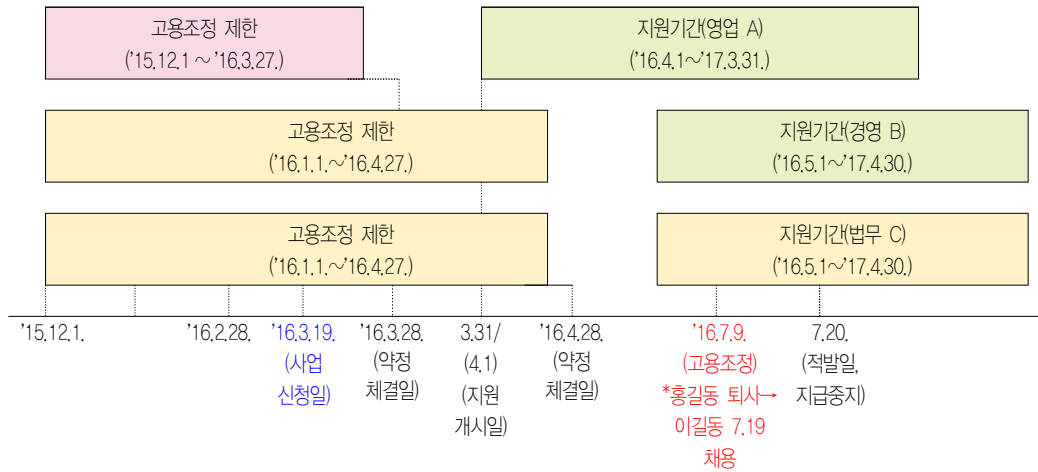 고용조정 제한
('15.12.1 ~ '16.3.27.)
지원기간(영업 A)
('16.4.1~'17.3.31.)
고용조정 제한
('16.1.1.~'16.4.27.)
지원기간(경영 B)
('16.5.1~'17.4.30.)
고용조정 제한
('16.1.1.~'16.4.27.)
지원기간(법무 C)
('16.5.1~'17.4.30.)
'15.12.1.
'16.2.28.
'16.3.19.
(사업
신청일)
'16.3.28.
(약정
체결일)
3.31/
(4.1)
(지원
개시일)
'16.4.28.
(약정
체결일)
'16.7.9.
(고용조정)
*홍길동 퇴사→
이길동 7.19
채용
7.20.
(적발일,
지급중지)